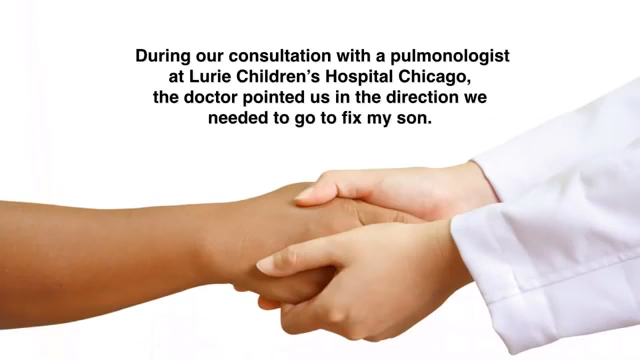 During our consultation with a pulmonologist
at Lurie Children’s Hospital Chicago,
the doctor pointed us in the direction we
needed to go to fix my son.